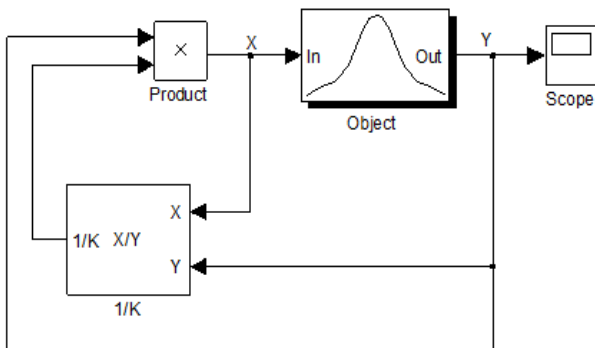 ×
Product
X
In
Out
Object
Y
Scope
X
1/K X/Y
Y
1/K